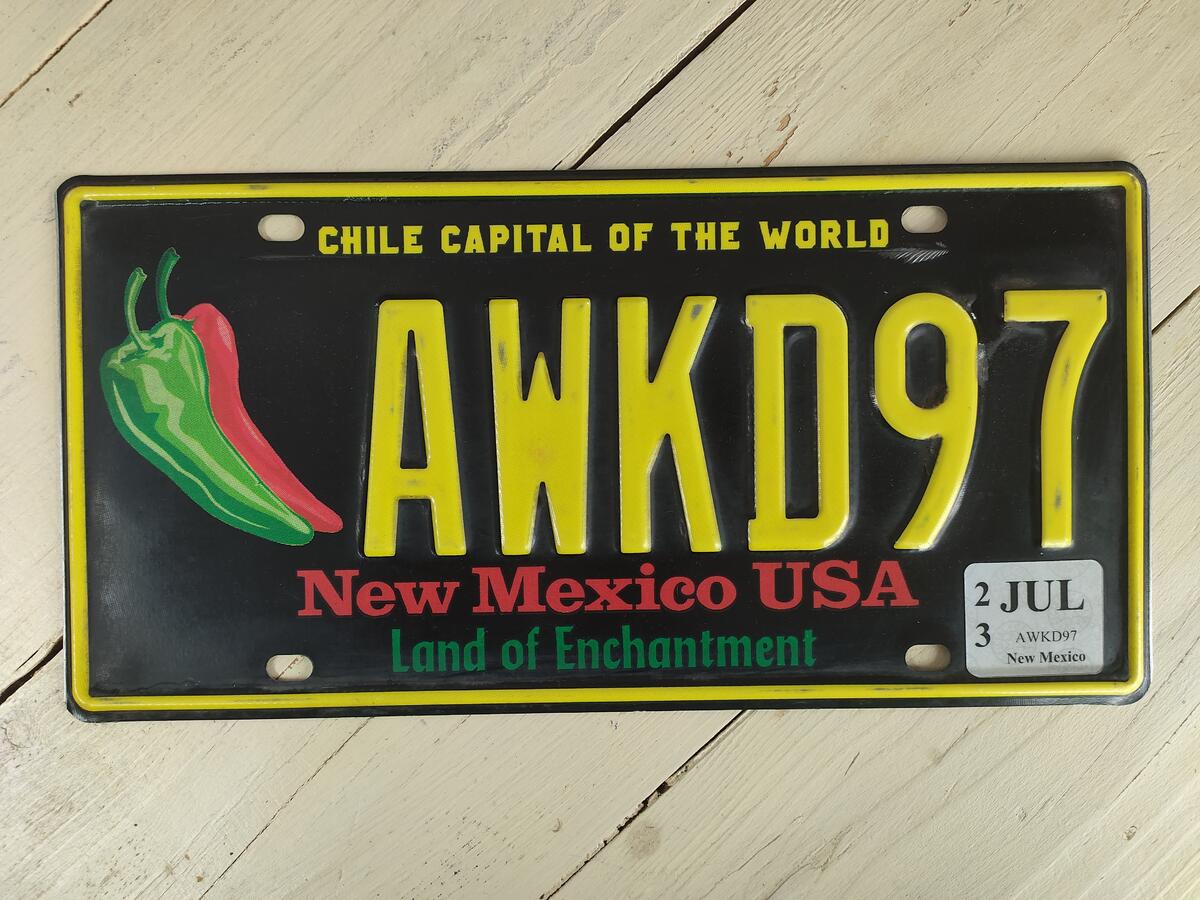 CHILE CAPITAL OF THE WORLD
AWKD97
New Mexico USA
Land of Enchantment
2 JUL
3 AWKD97
New Mexico